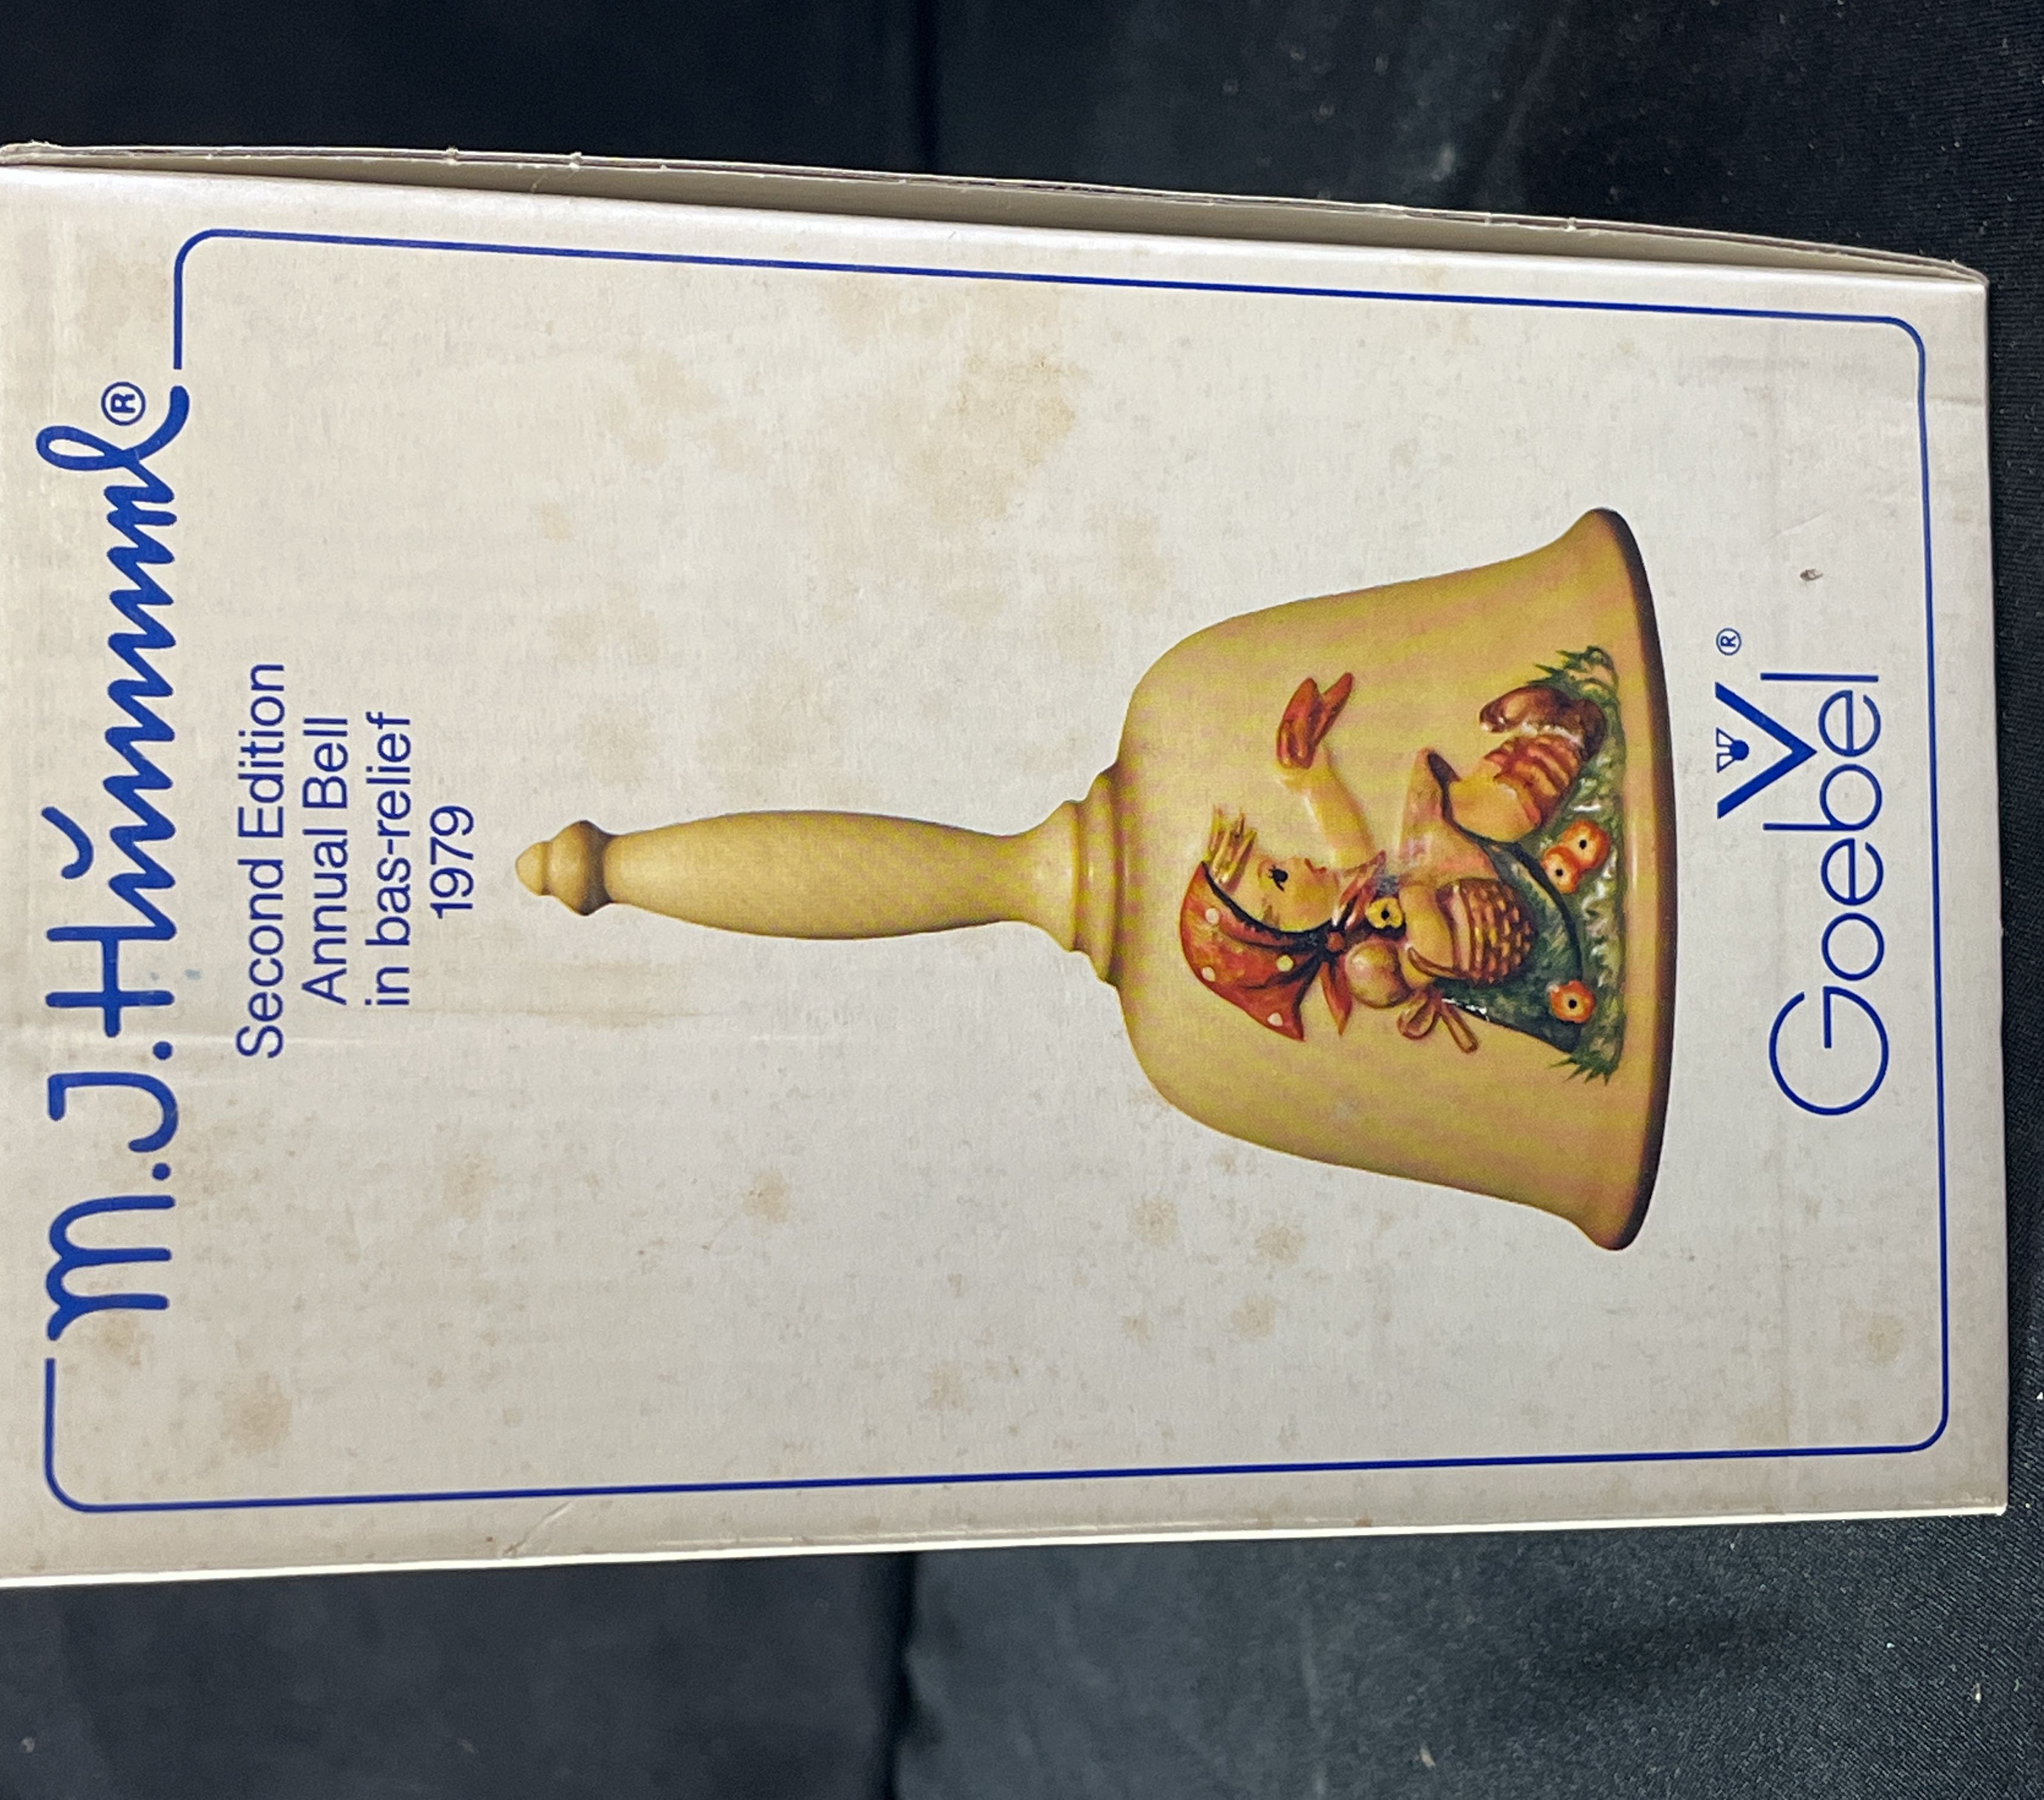 M.J.Hummel®
Second Edition
Annual Bell
in bas-relief
1979
®
Goebel